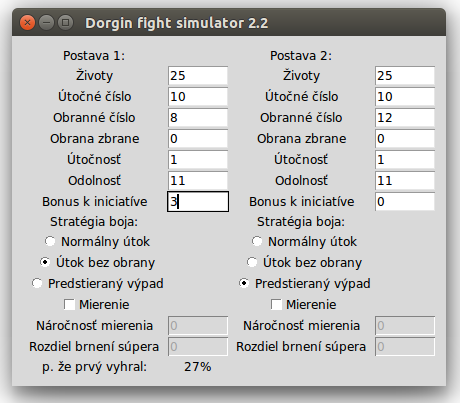 Dorgin fight simulator 2.2
Postava 1: Postava 2:
Životy 25 Životy 25
Útočné číslo 10 Útočné číslo 10
Obranné číslo 8 Obranné číslo 12
Obrana zbrane 0 Obrana zbrane 0
Útočnosť 1 Útočnosť 1
Odolnosť 11 Odolnosť 11
Bonus k iniciatíve 3 Bonus k iniciatíve 0
Stratégia boja: Stratégia boja:
Normálny útok Normálny útok
Útok bez obrany Útok bez obrany
Predstieraný výpad Predstieraný výpad
Mierenie Mierenie
Náročnosť mierenia 0 Náročnosť mierenia 0
Rozdiel brnení súpera 0 Rozdiel brnení súpera 0
p. že prvý vyhral: 27%